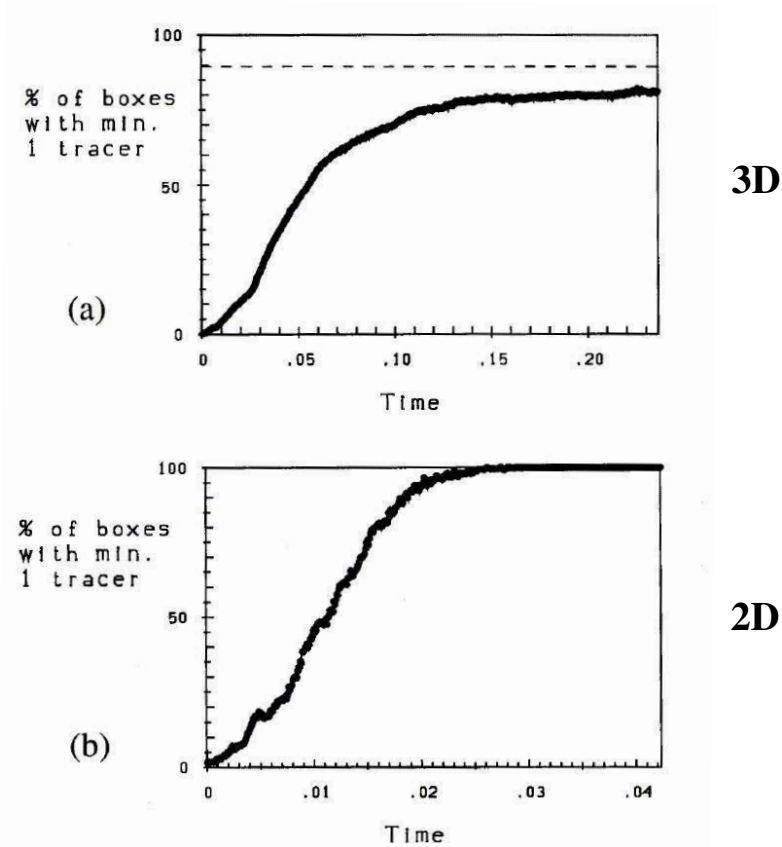 100
% of boxes
with min.
1 tracer
50
0
(a)
0 .05 .10 .15 .20
Time
3D
100
% of boxes
with min.
1 tracer
50
0
(b)
0 .01 .02 .03 .04
Time
2D